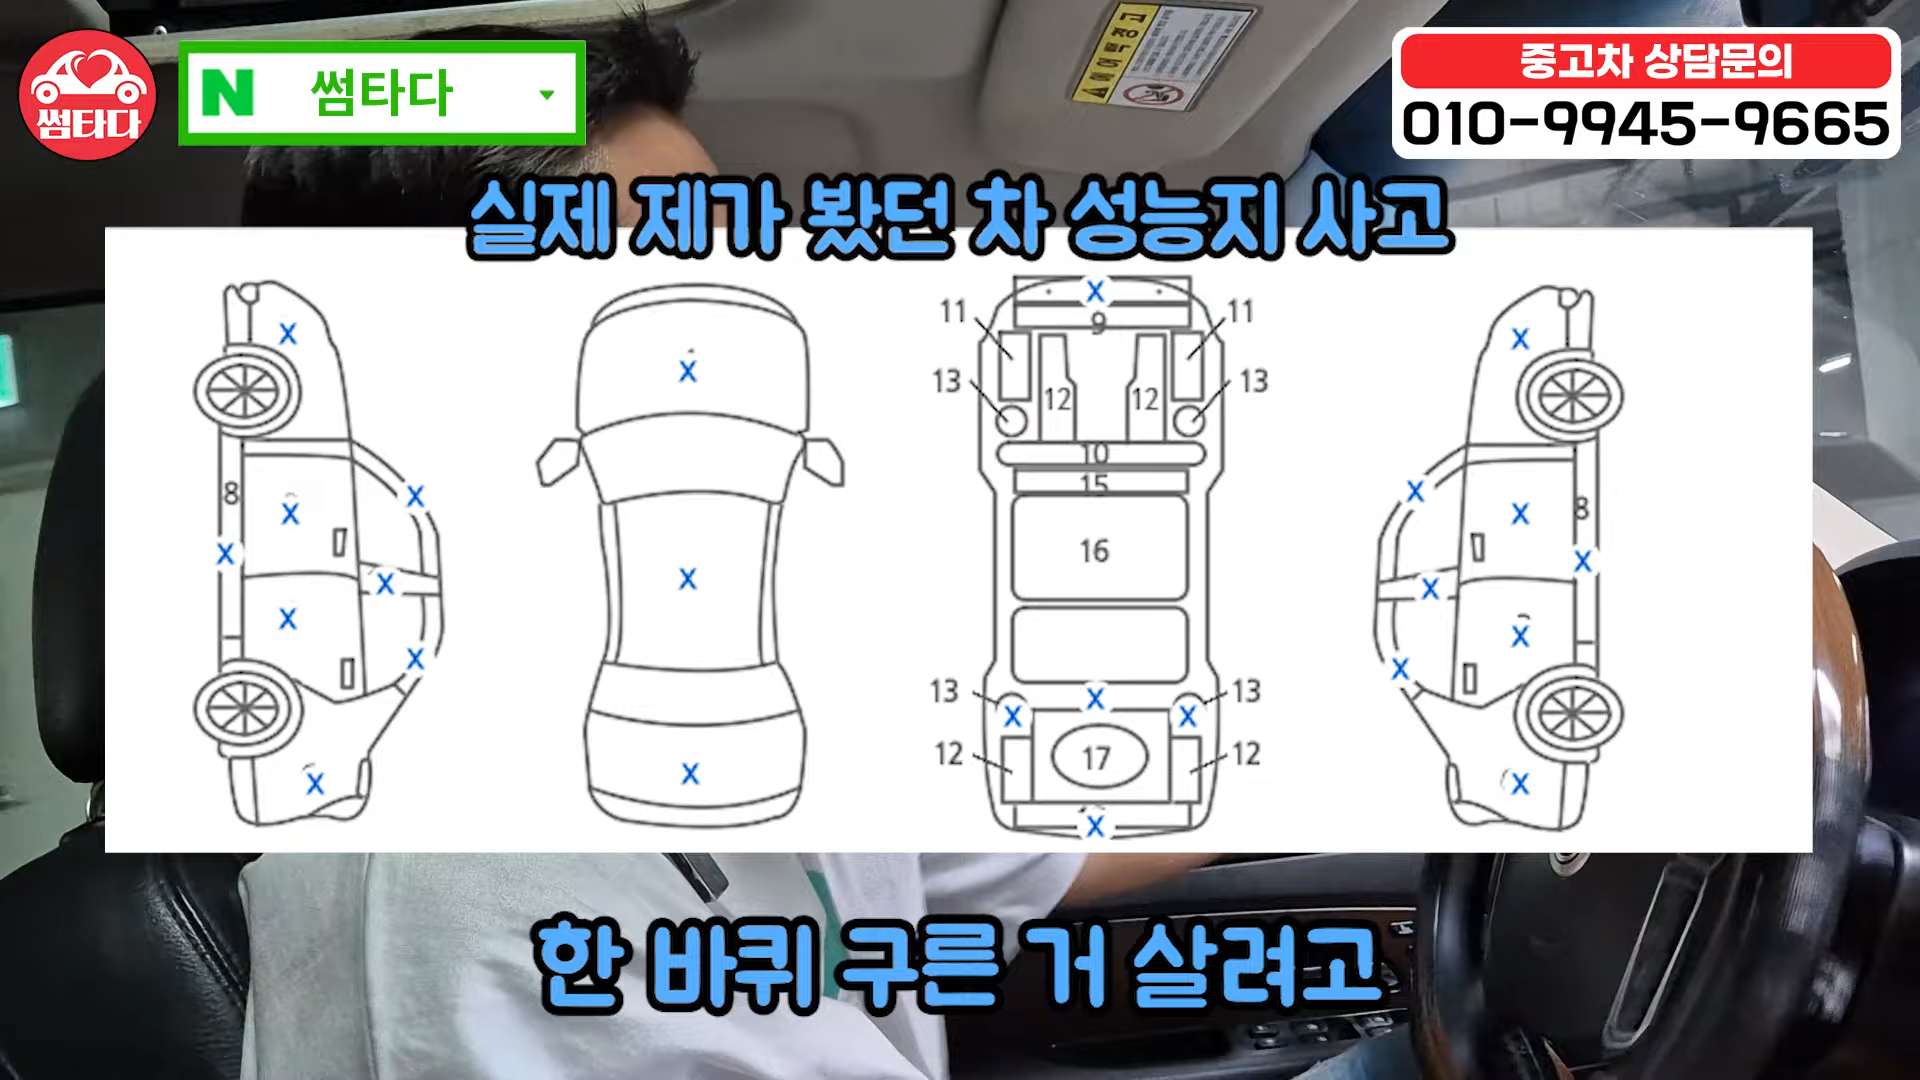 썸타다
N 썸타다
중고차 상담문의
010-9945-9665
실제 제가 봤던 차 성능지 사고
X X X 11 9 11 X
13 12 12 13
X 10 X
8 X 15 X 8
X X 16 X
X X X
X X X X
13 X 13
X X
12 17 12
X X X X
한 바퀴 구른 거 살려고